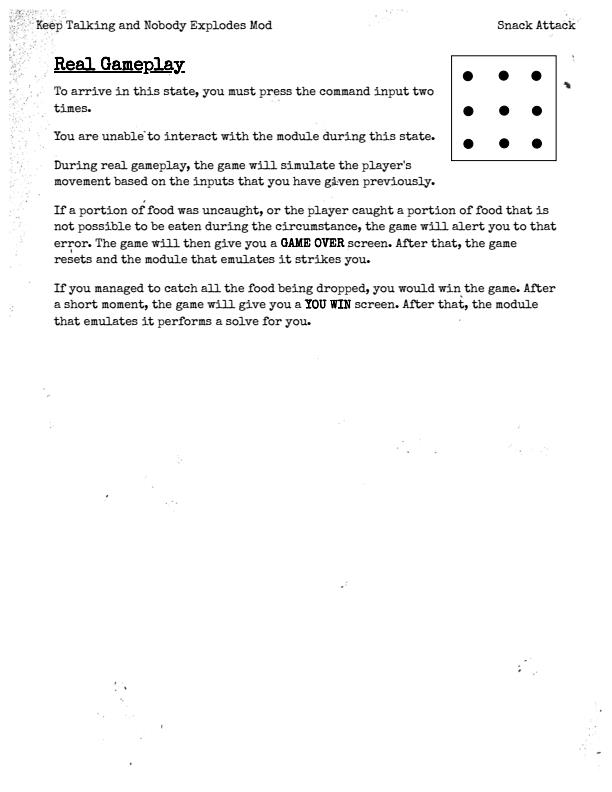 Keep Talking and Nobody Explodes Mod
Snack Attack
Real Gameplay
To arrive in this state, you must press the command input two
times.
You are unable to interact with the module during this state.
During real gameplay, the game will simulate the player's
movement based on the inputs that you have given previously.
If a portion of food was uncaught, or the player caught a portion of food that is
not possible to be eaten during the circumstance, the game will alert you to that
error. The game will then give you a GAME OVER screen. After that, the game
resets and the module that emulates it strikes you.
If you managed to catch all the food being dropped, you would win the game. After
a short moment, the game will give you a YOU WIN screen. After that, the module
that emulates it performs a solve for you.